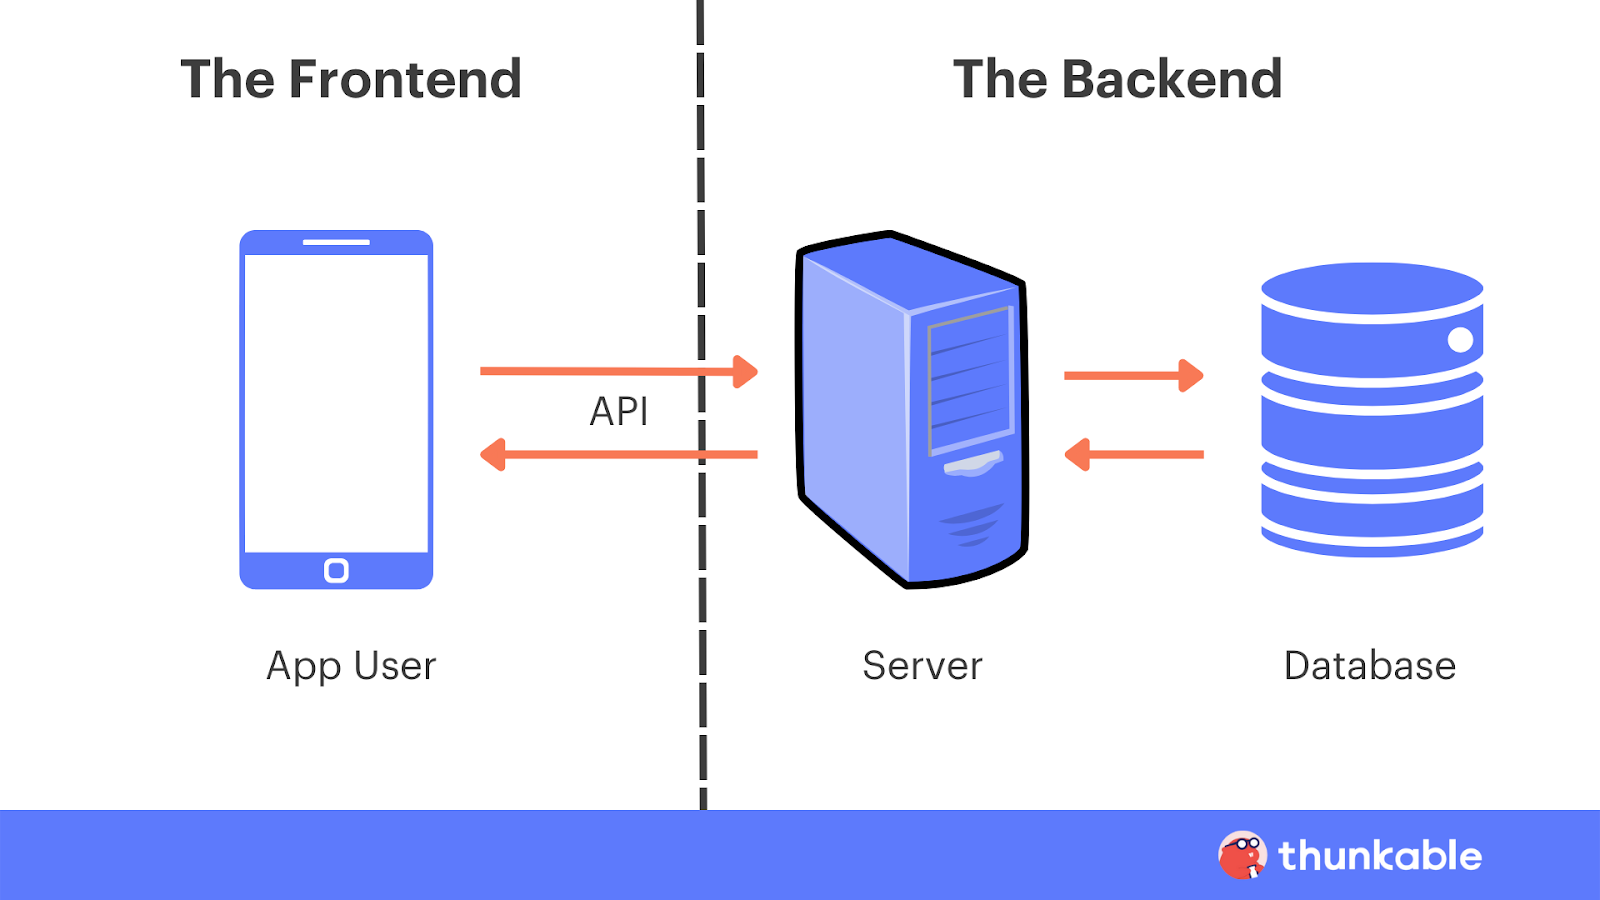 The Frontend
The Backend
API
App User
Server
Database
thunkable